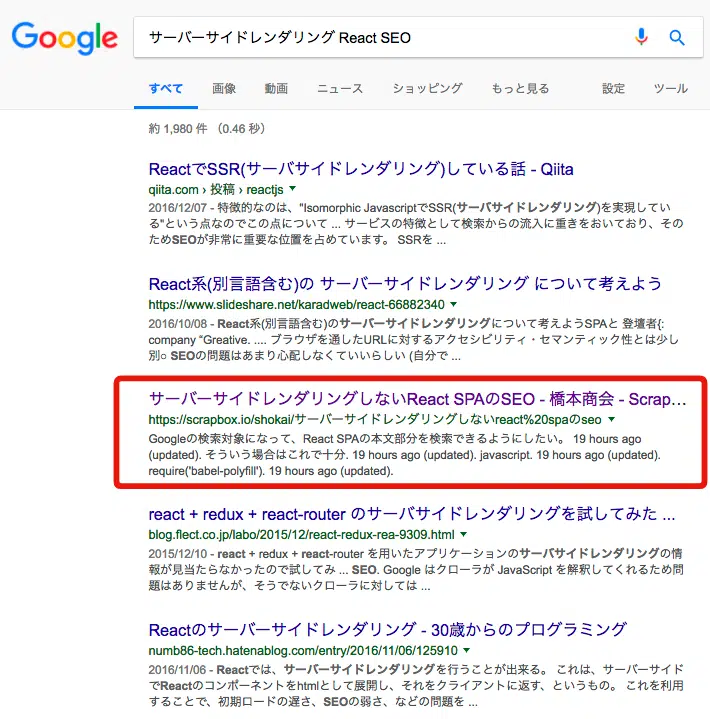 Google
サーバーサイドレンダリング React SEO
すべて 画像 動画 ニュース ショッピング もっと見る 設定 ツール
約 1,980 件 （0.46 秒）
ReactでSSR(サーバサイドレンダリング)している話 - Qiita
qiita.com › 投稿 › reactjs
2016/12/07 - 特徴的なのは、"Isomorphic JavascriptでSSR(サーバサイドレンダリング)を実現してい
る"という点なのでこの点について ... サービスの特徴として検索からの流入に重きをおいており、そのた
めSEOが非常に重要な位置を占めています。 SSRを ...
React系(別言語含む)の サーバーサイドレンダリング について考えよう
https://www.slideshare.net/karadweb/react-66882340
2016/10/08 - React系(別言語含む)のサーバーサイドレンダリングについて考えようSPAと 登壇者{:
company “Greative. .... ブラウザを通したURLに対するアクセシビリティ・セマンティック性とは少し
別○ SEOの問題はあまり心配しなくていいらしい (自分で ...
サーバーサイドレンダリングしないReact SPAのSEO - 橋本商会 - Scrap...
https://scrapbox.io/shokai/サーバーサイドレンダリングしないreact%20spaのseo
Googleの検索対象になって、React SPAの本文部分を検索できるようにしたい。 19 hours ago
(updated). そういう場合はこれで十分. 19 hours ago (updated). javascript. 19 hours ago (updated).
require('babel-polyfill'). 19 hours ago (updated).
react + redux + react-router のサーバサイドレンダリングを試してみた ...
blog.flect.co.jp/labo/2015/12/react-redux-rea-9309.html
2015/12/10 - react + redux + react-router を用いたアプリケーションのサーバサイドレンダリングの情
報が見当たらなかったので試してみ ... SEO. Google はクローラが JavaScript を解釈してくれるため問
題はありませんが、そうでないクローラに対しては ...
Reactのサーバーサイドレンダリング - 30歳からのプログラミング
numb86-tech.hatenablog.com/entry/2016/11/06/125910
2016/11/06 - Reactでは、サーバーサイドレンダリングを行うことが出来る。 これは、サーバーサイド
でReactのコンポーネントをhtmlとして展開し、それをクライアントに返す、というもの。 これを利用
することで、初期ロードの遅さ、SEOの弱さ、などの問題を ...